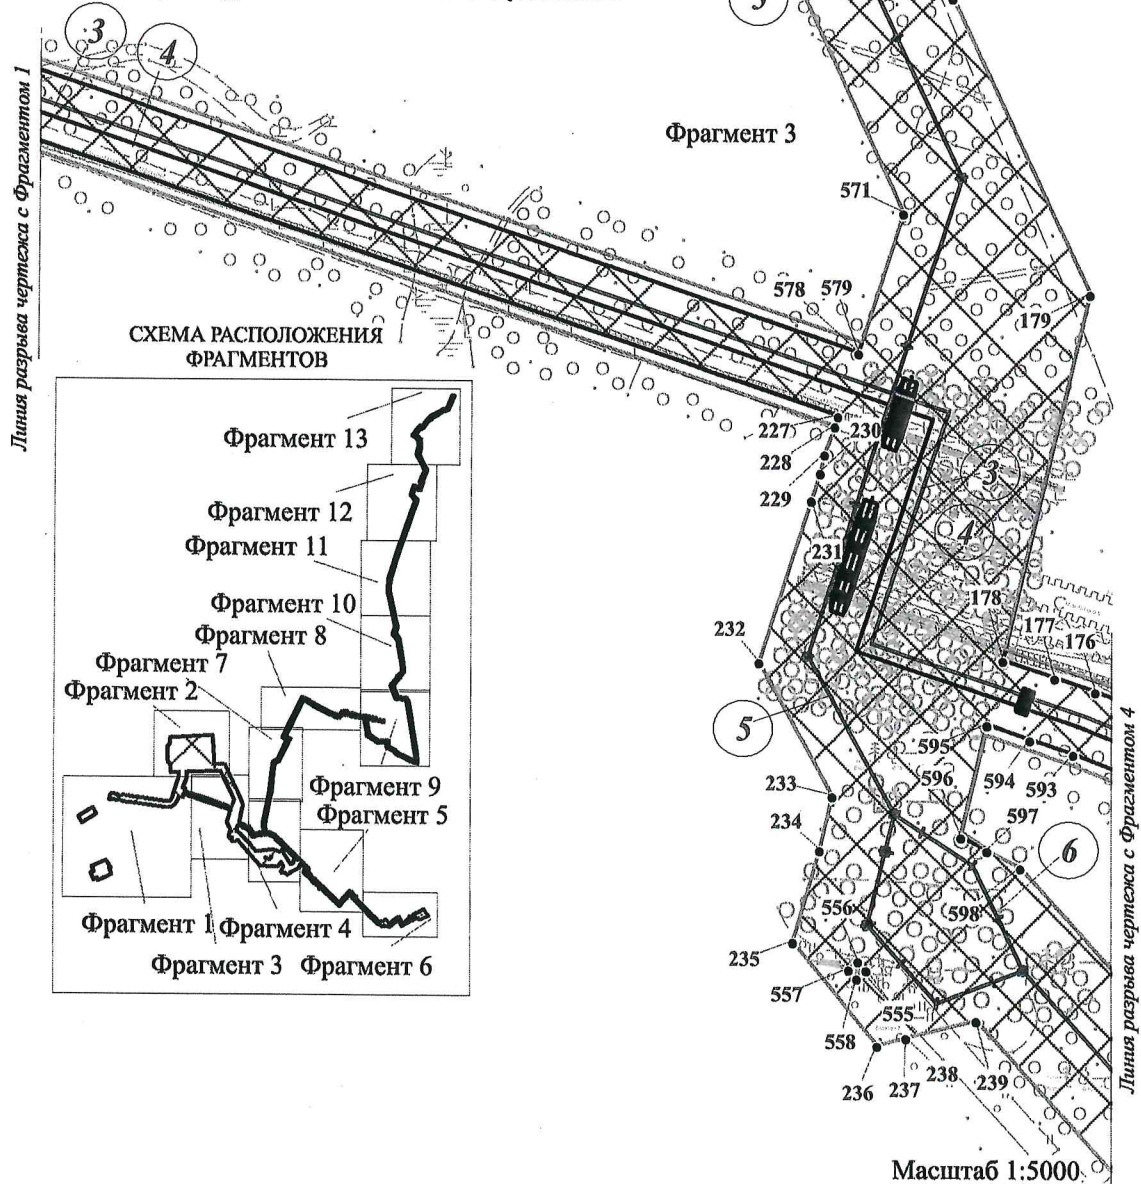 3
4
5
Линия разрыва чертежа с Фрагментом 1
Фрагмент 3
571
578 579
179
СХЕМА РАСПОЛОЖЕНИЯ
ФРАГМЕНТОВ
Фрагмент 13
Фрагмент 12
Фрагмент 11
Фрагмент 10
Фрагмент 8
Фрагмент 7
Фрагмент 2
Фрагмент 9
Фрагмент 5
Фрагмент 1
Фрагмент 4
Фрагмент 3
Фрагмент 6
227
230
228
229
3
4
231
178
177
176
232
5
595
594
593
596
597
233
234
6
556
598
235
557
555
558
236
237
238
239
Линия разрыва чертежа с Фрагментом 4
Масштаб 1:5000